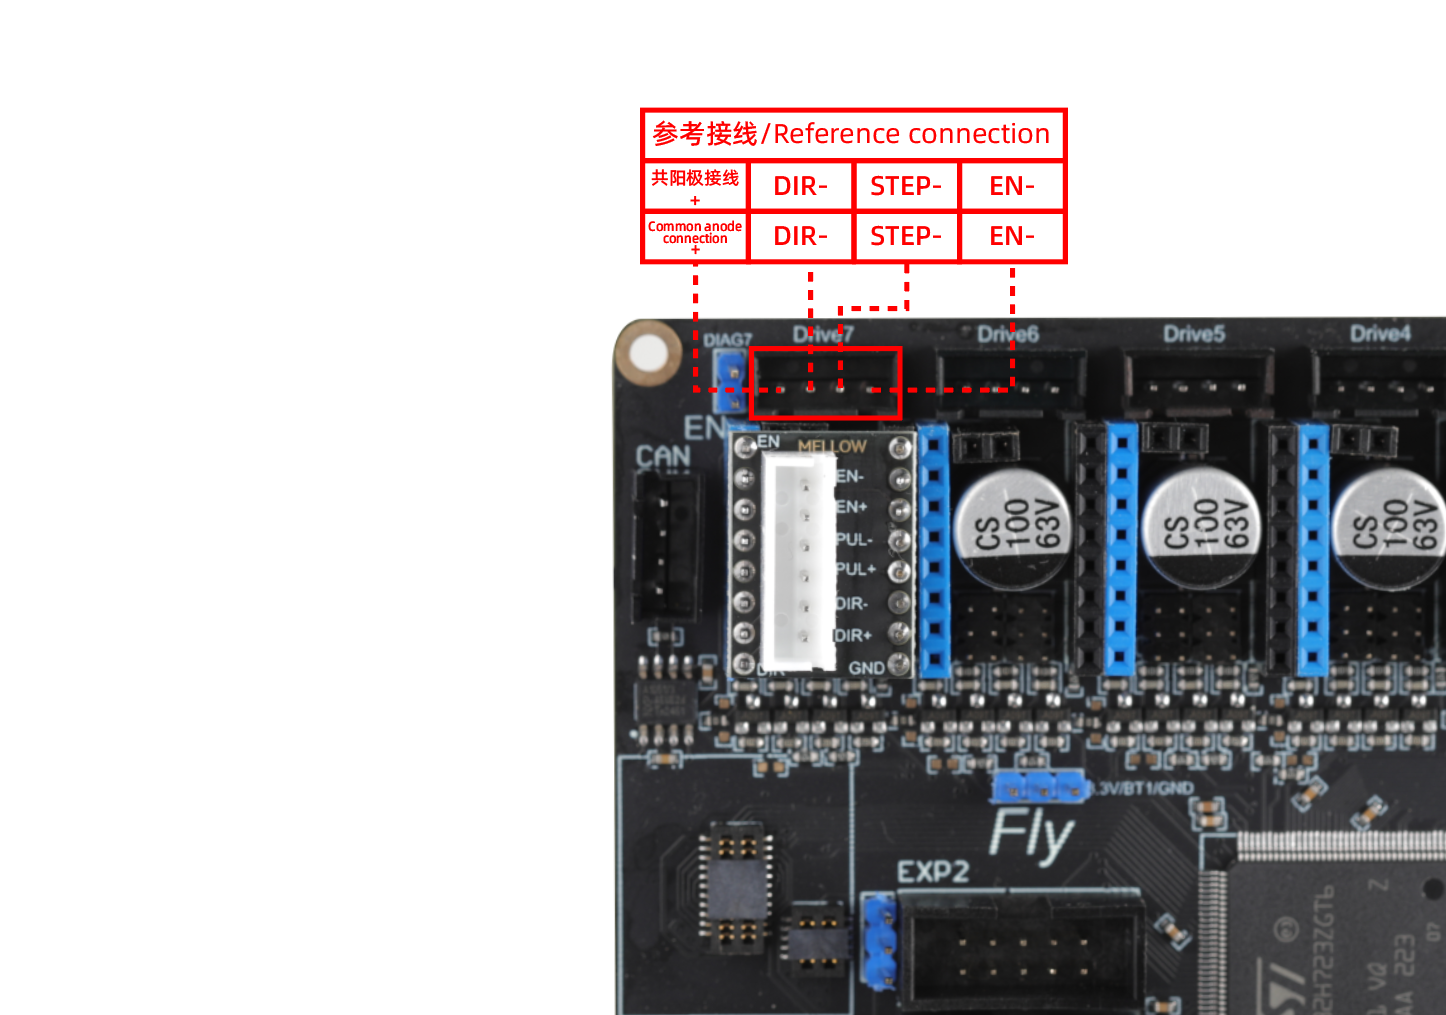 参考接线/Reference connection
共阳极接线
+
DIR-
STEP-
EN-
Common anode
connection
+
DIR-
STEP-
EN-
DIAG7
Drive7
Drive6
Drive5
Drive4
EN
CAN
EN
MELLOW
EN-
EN+
PUL-
PUL+
DIR-
DIR+
GND
DIR
CS
100
63V
CS
100
63V
CS
100
63V
3.3V/BT1/GND
Fly
EXP2